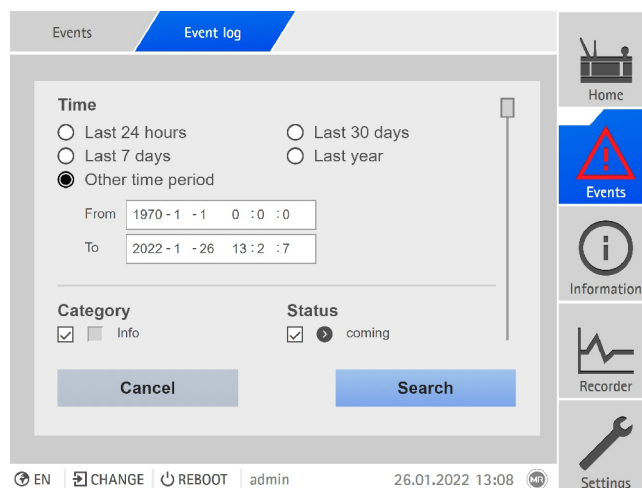 Events Event log
Time
Last 24 hours Last 30 days
Last 7 days Last year
Other time period
From 1970 - 1 - 1 0 : 0 : 0
To 2022 - 1 - 26 13 : 2 : 7
Category Status
Info coming
Cancel Search
EN CHANGE REBOOT admin 26.01.2022 13:08 MR
Home
Events
Information
Recorder
Settings